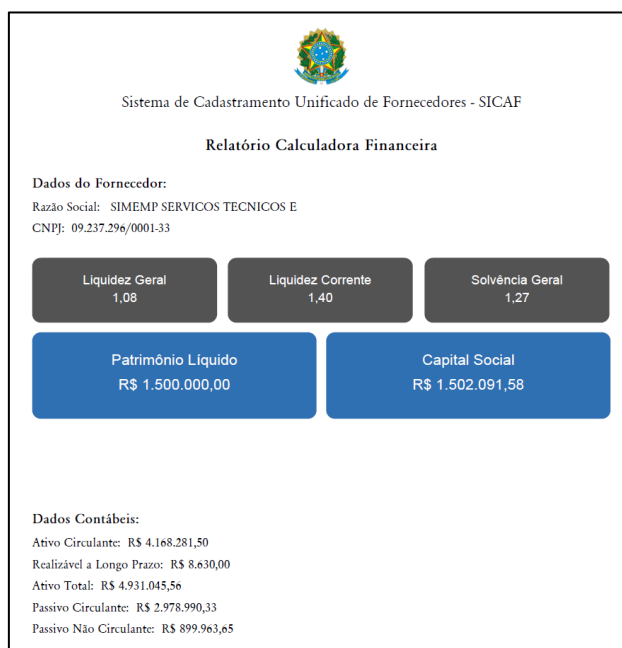 Sistema de Cadastramento Unificado de Fornecedores - SICAF
Relatório Calculadora Financeira
Dados do Fornecedor:
Razão Social: SIMEMP SERVICOS TECNICOS E
CNPJ: 09.237.296/0001-33
Liquidez Geral
1,08
Liquidez Corrente
1,40
Solvência Geral
1,27
Patrimônio Líquido
R$ 1.500.000,00
Capital Social
R$ 1.502.091,58
Dados Contábeis:
Ativo Circulante: R$ 4.168.281,50
Realizável a Longo Prazo: R$ 8.630,00
Ativo Total: R$ 4.931.045,56
Passivo Circulante: R$ 2.978.990,33
Passivo Não Circulante: R$ 899.963,65